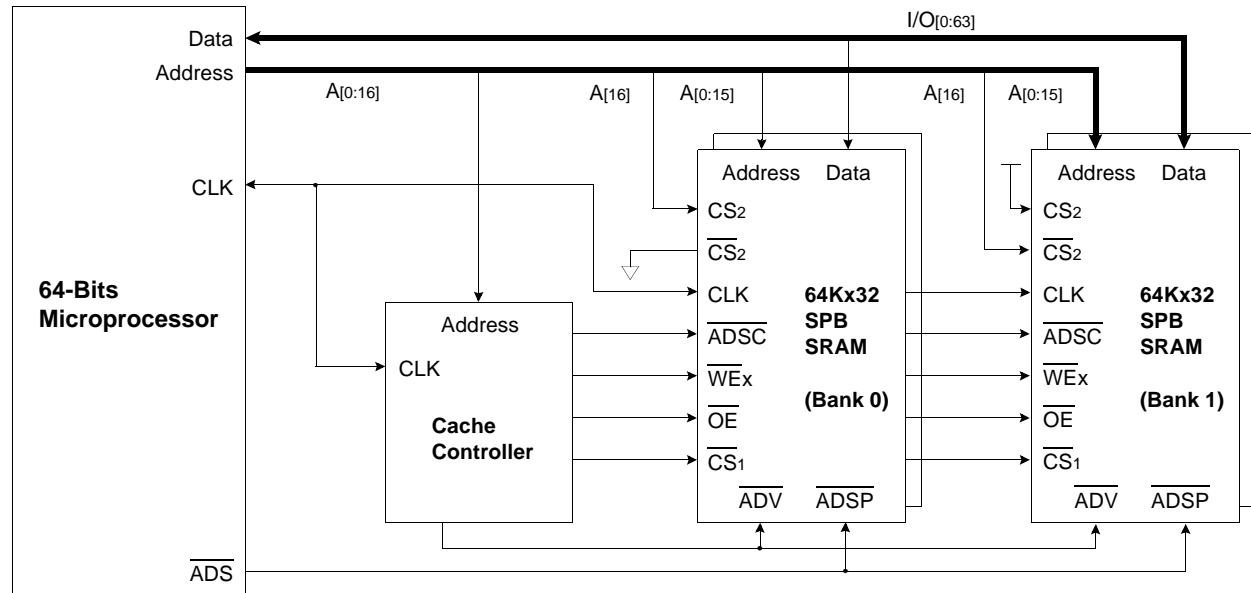 I/O[0:63]
Data
Address
A[0:16]
A[16]
A[0:15]
A[16]
A[0:15]
CLK
64-Bits
Microprocessor
ADS
Address
CLK
Cache
Controller
Address Data
CS2
CS2
CLK
ADSC
WEx
OE
CS1
ADV ADSP
64Kx32
SPB
SRAM
(Bank 0)
Address Data
CS2
CS2
CLK
ADSC
WEx
OE
CS1
ADV ADSP
64Kx32
SPB
SRAM
(Bank 1)